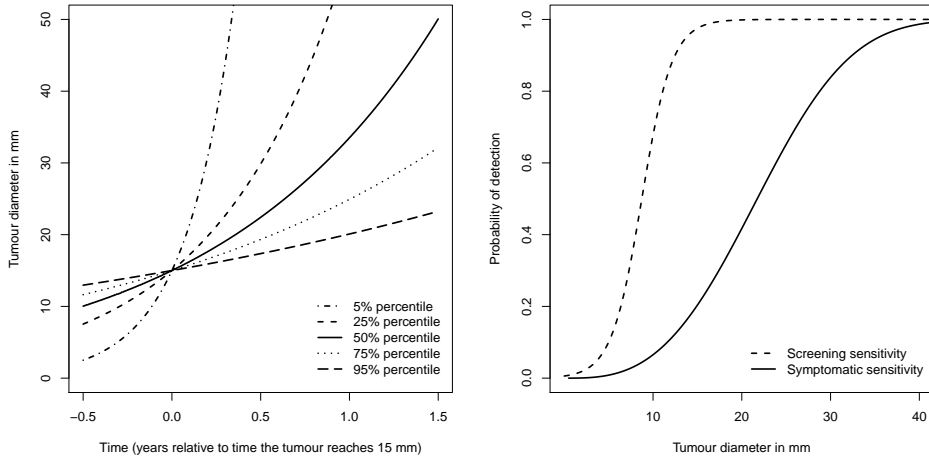 Tumour diameter in mm
50
40
30
20
10
0
−0.5
0.0
0.5
1.0
1.5
Time (years relative to time the tumour reaches 15 mm)
5% percentile
25% percentile
50% percentile
75% percentile
95% percentile
Probability of detection
1.0
0.8
0.6
0.4
0.2
0.0
10
20
30
40
Tumour diameter in mm
Screening sensitivity
Symptomatic sensitivity